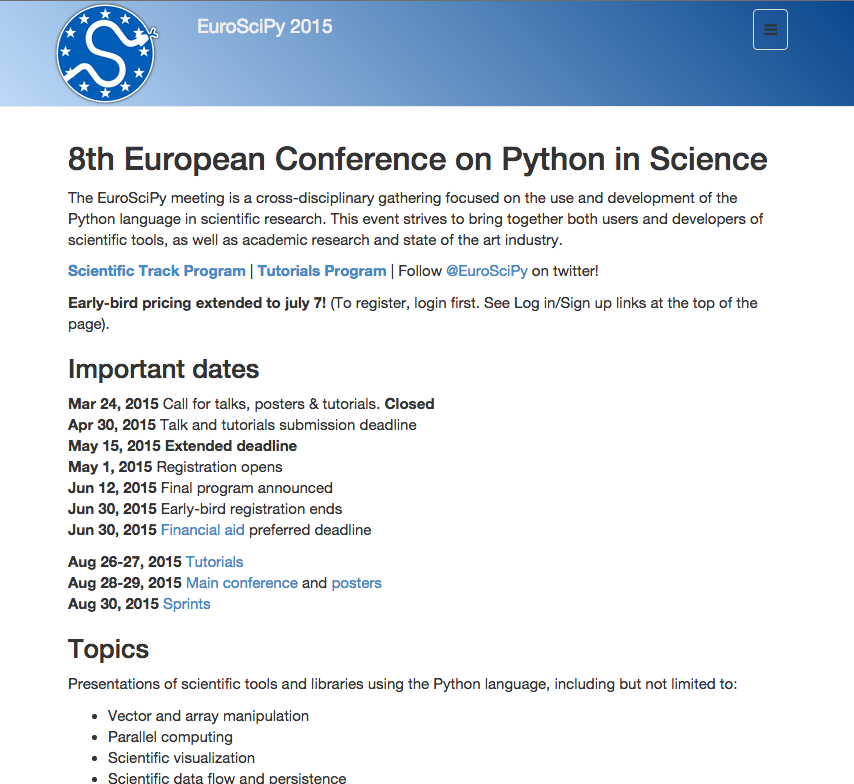 EuroSciPy 2015
8th European Conference on Python in Science
The EuroSciPy meeting is a cross-disciplinary gathering focused on the use and development of the
Python language in scientific research. This event strives to bring together both users and developers of
scientific tools, as well as academic research and state of the art industry.
Scientific Track Program | Tutorials Program | Follow @EuroSciPy on twitter!
Early-bird pricing extended to july 7! (To register, login first. See Log in/Sign up links at the top of the
page).
Important dates
Mar 24, 2015 Call for talks, posters & tutorials. Closed
Apr 30, 2015 Talk and tutorials submission deadline
May 15, 2015 Extended deadline
May 1, 2015 Registration opens
Jun 12, 2015 Final program announced
Jun 30, 2015 Early-bird registration ends
Jun 30, 2015 Financial aid preferred deadline
Aug 26-27, 2015 Tutorials
Aug 28-29, 2015 Main conference and posters
Aug 30, 2015 Sprints
Topics
Presentations of scientific tools and libraries using the Python language, including but not limited to:
• Vector and array manipulation
• Parallel computing
• Scientific visualization
• Scientific data flow and persistence